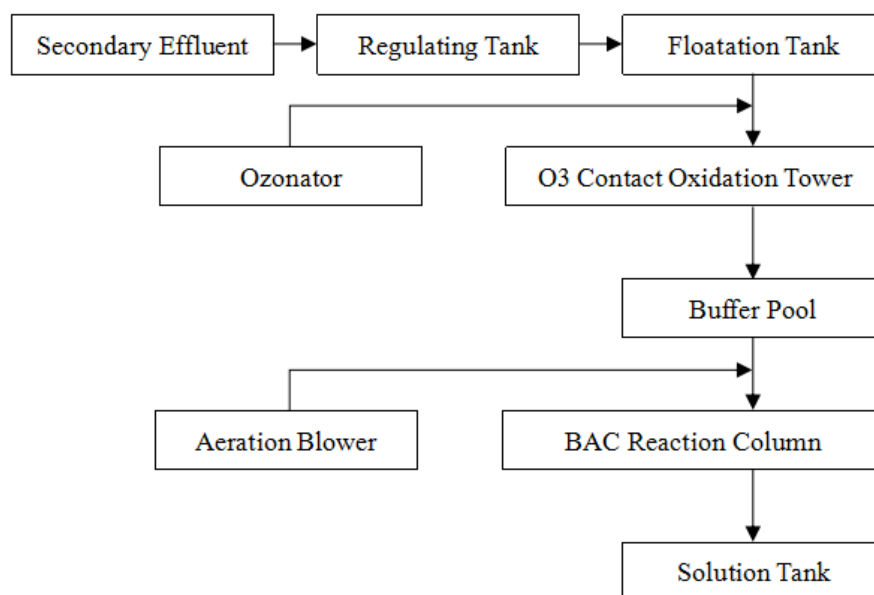 Secondary Effluent
Regulating Tank
Floatation Tank
Ozonator
O3 Contact Oxidation Tower
Buffer Pool
Aeration Blower
BAC Reaction Column
Solution Tank